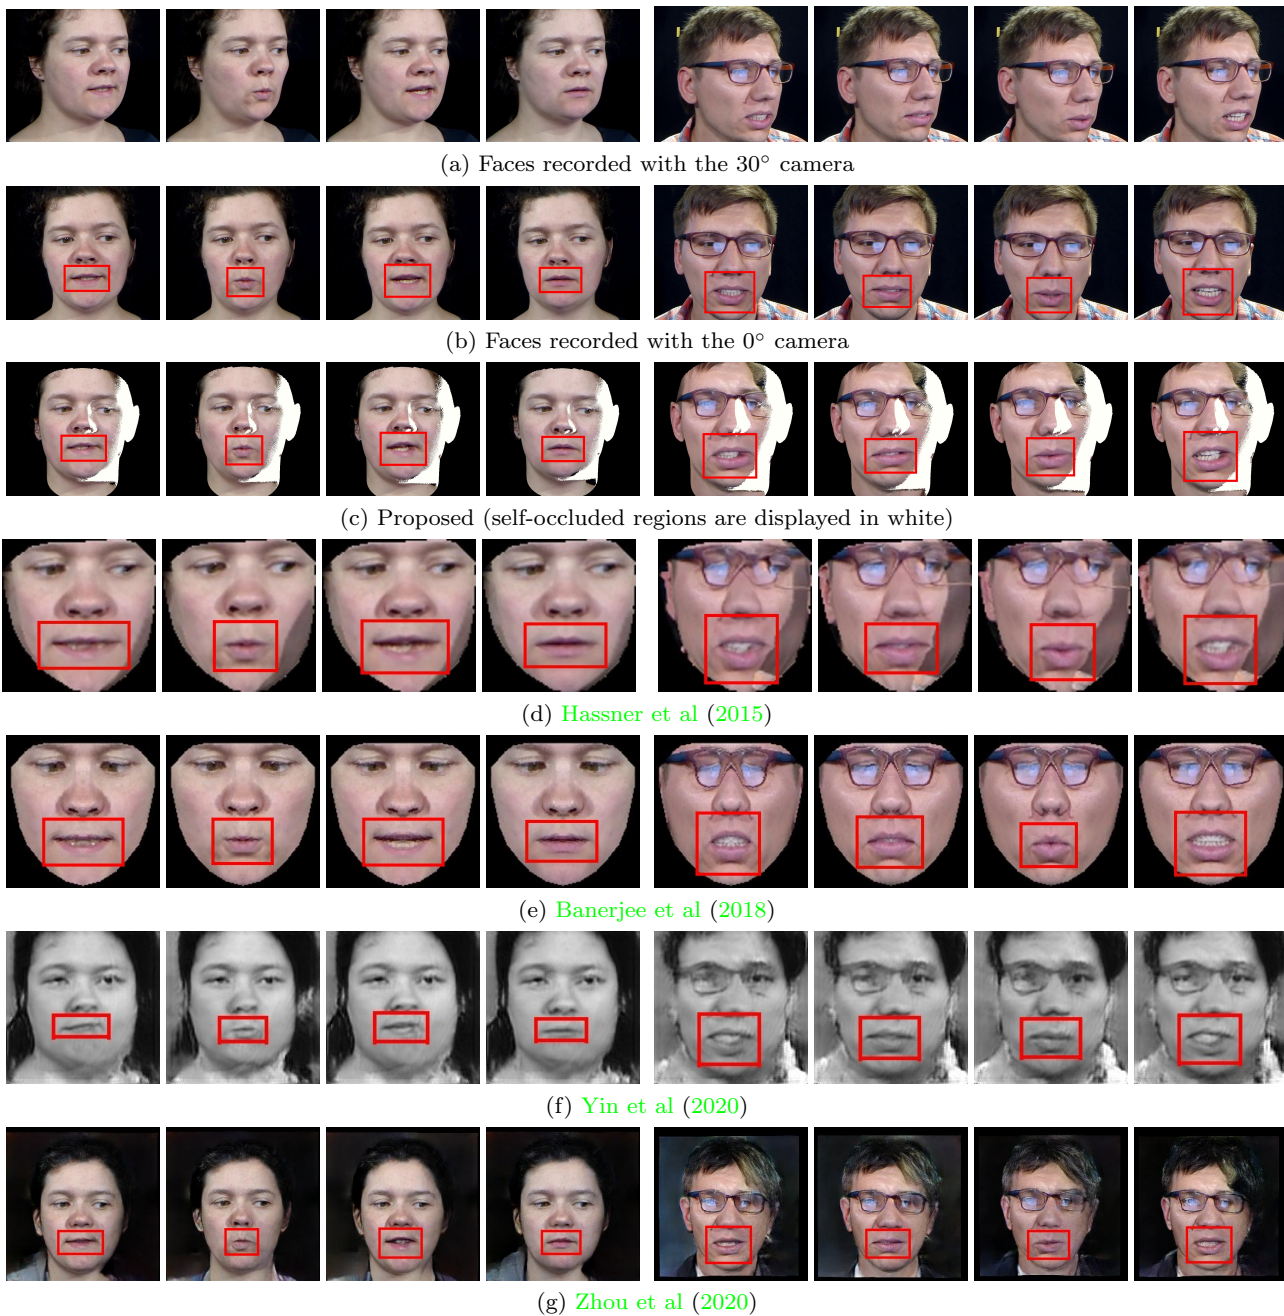 (a) Faces recorded with the 30° camera
(b) Faces recorded with the 0° camera
(c) Proposed (self-occluded regions are displayed in white)
(d) Hassner et al (2015)
(e) Banerjee et al (2018)
(f) Yin et al (2020)
(g) Zhou et al (2020)